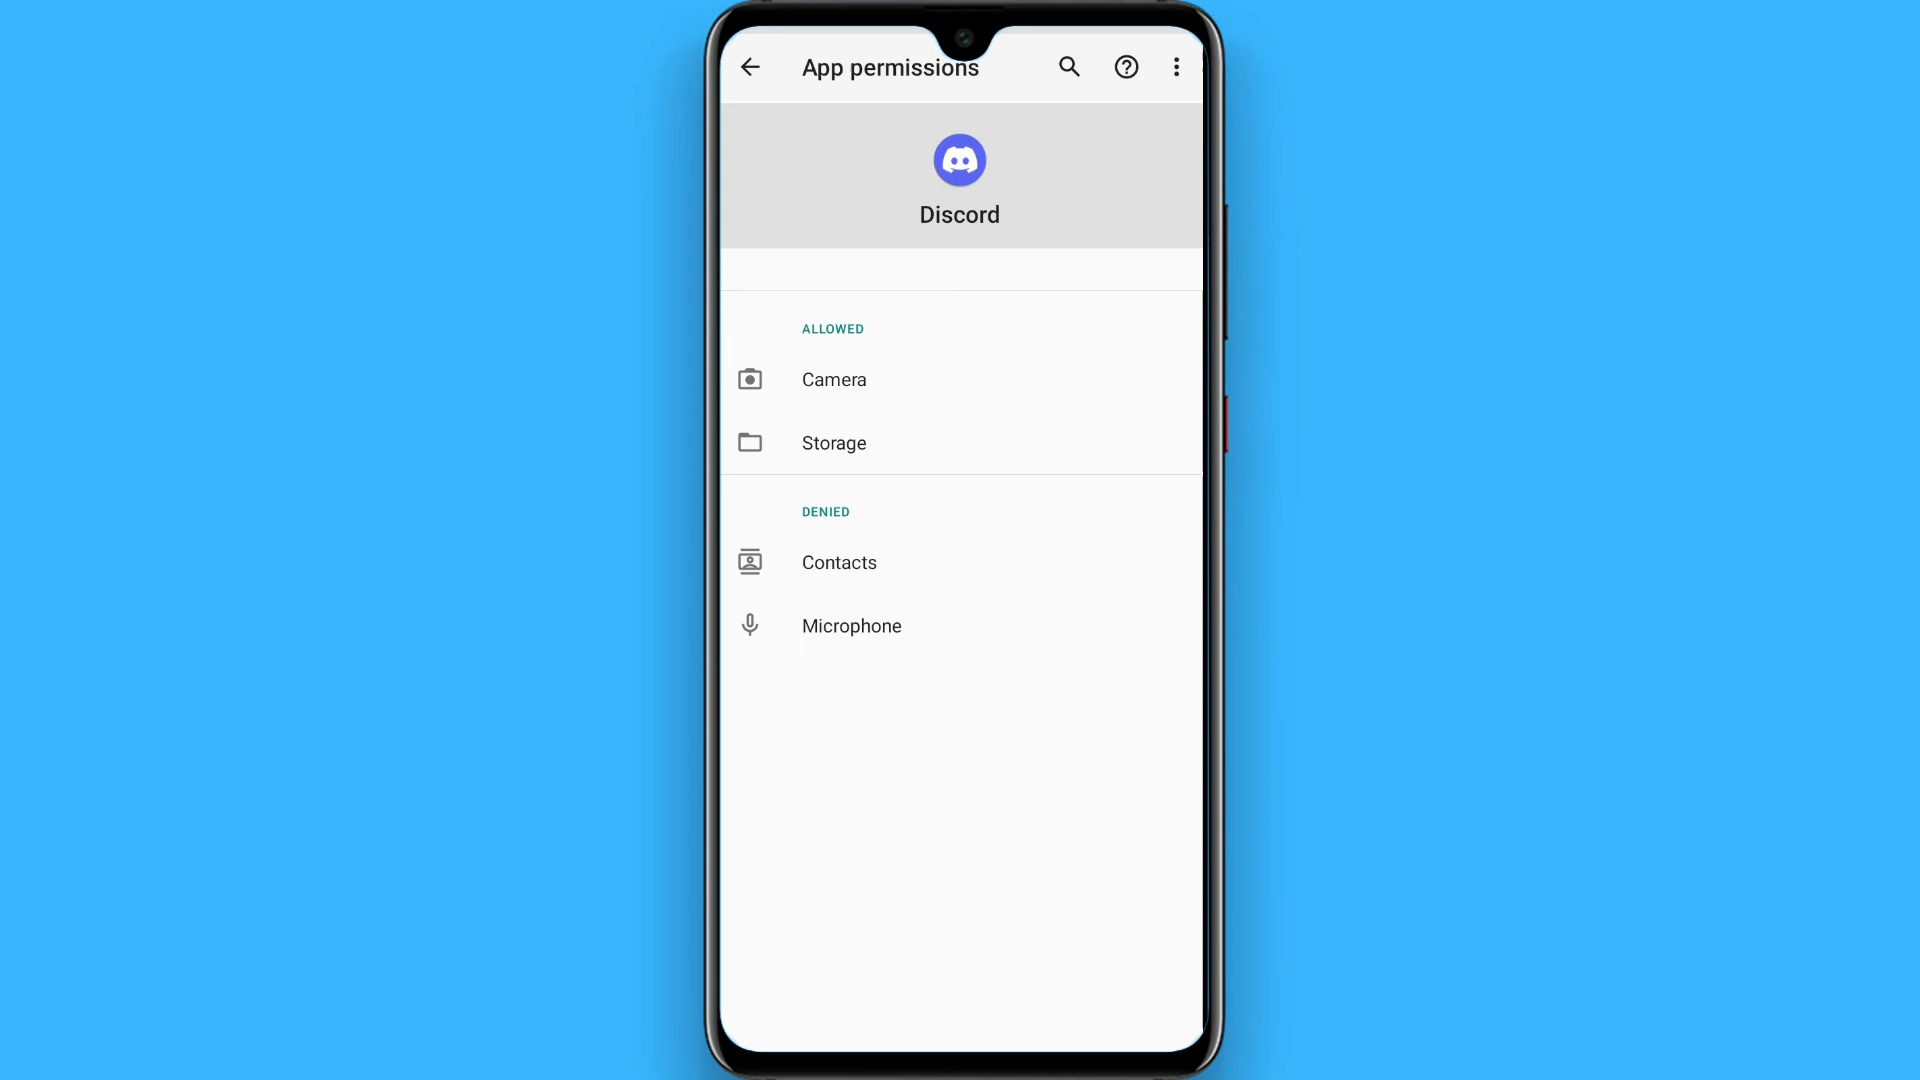 App permissions
Discord
ALLOWED
Camera
Storage
DENIED
Contacts
Microphone